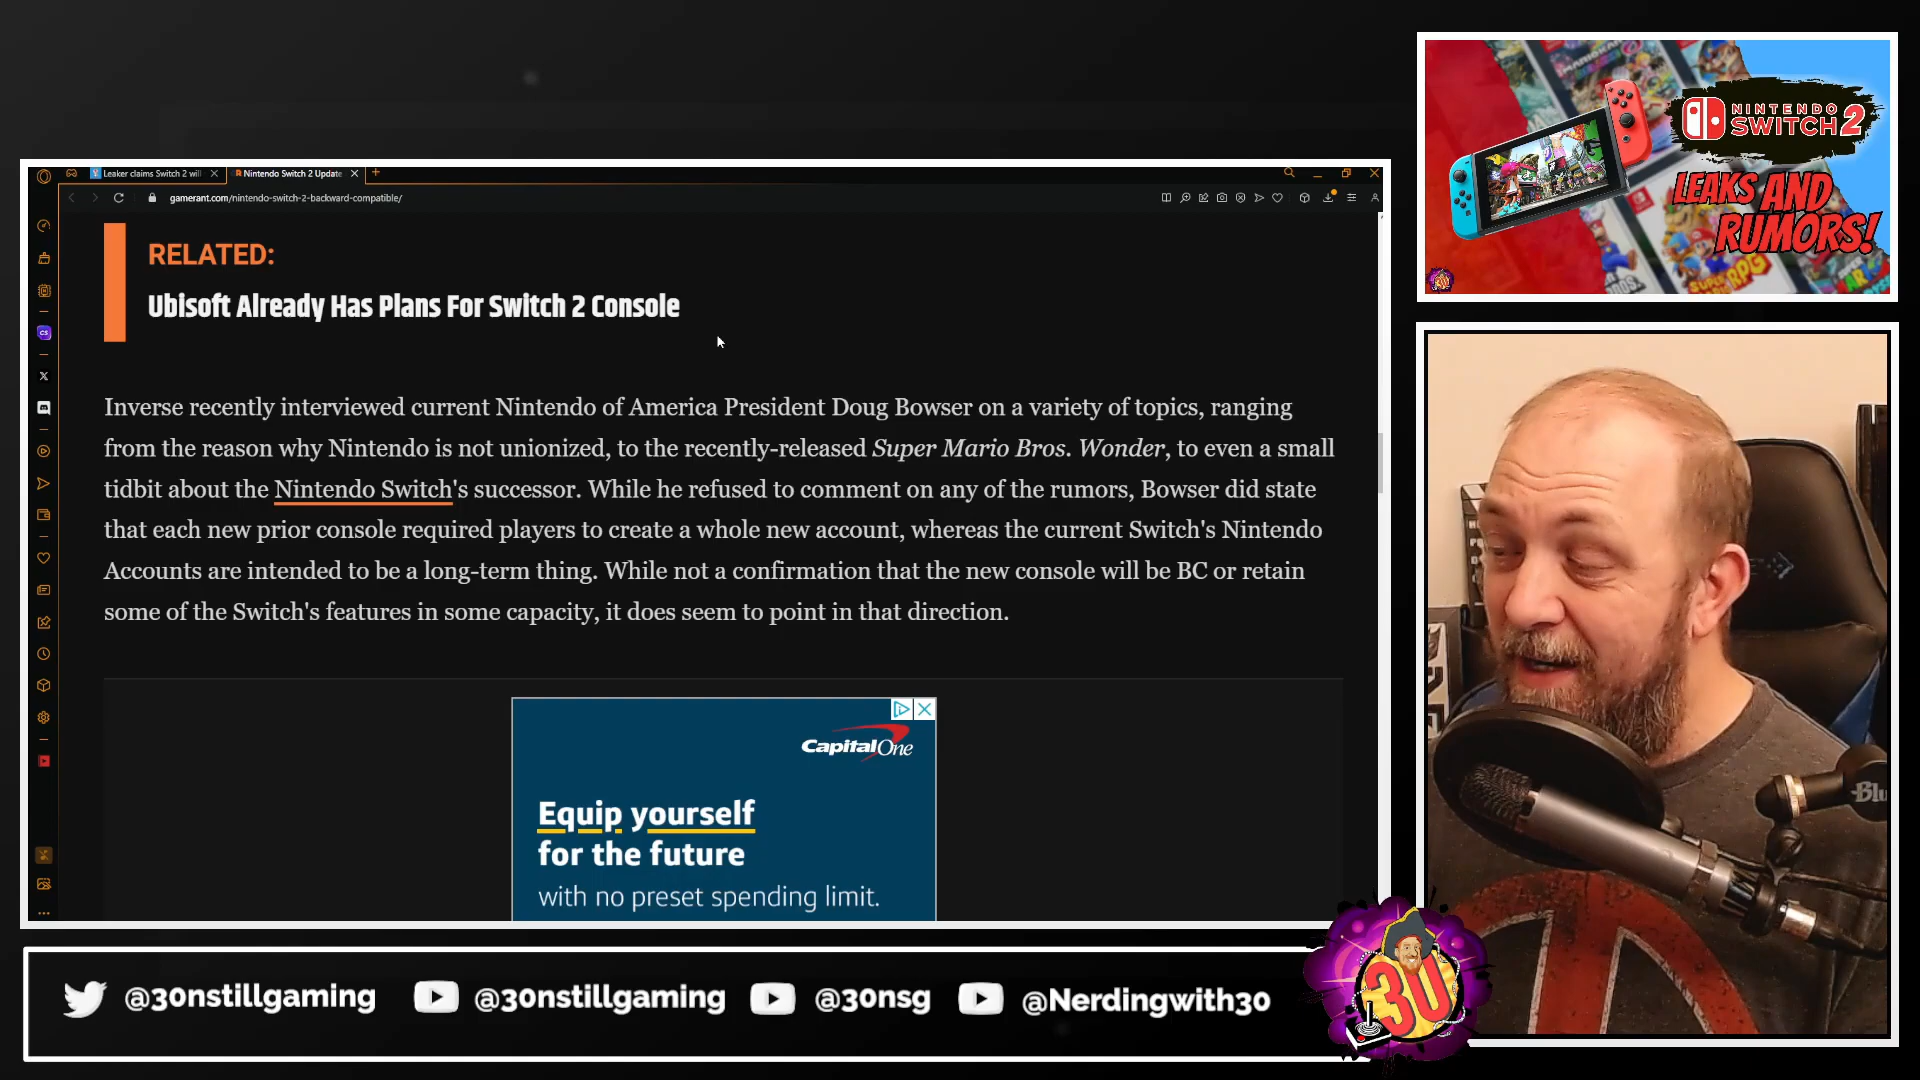 Leaker claims Switch 2 will
Nintendo Switch 2 Update
gamerant.com/nintendo-switch-2-backward-compatible/
RELATED:
Ubisoft Already Has Plans For Switch 2 Console
Inverse recently interviewed current Nintendo of America President Doug Bowser on a variety of topics, ranging
from the reason why Nintendo is not unionized, to the recently-released Super Mario Bros. Wonder, to even a small
tidbit about the Nintendo Switch's successor. While he refused to comment on any of the rumors, Bowser did state
that each new prior console required players to create a whole new account, whereas the current Switch's Nintendo
Accounts are intended to be a long-term thing. While not a confirmation that the new console will be BC or retain
some of the Switch's features in some capacity, it does seem to point in that direction.
CapitalOne
Equip yourself
for the future
with no preset spending limit.
NINTENDO
SWITCH 2
LEAKS AND
RUMORS!
Blu
@30nstillgaming
@30nstillgaming
@30nsg
@Nerdingwith30
30